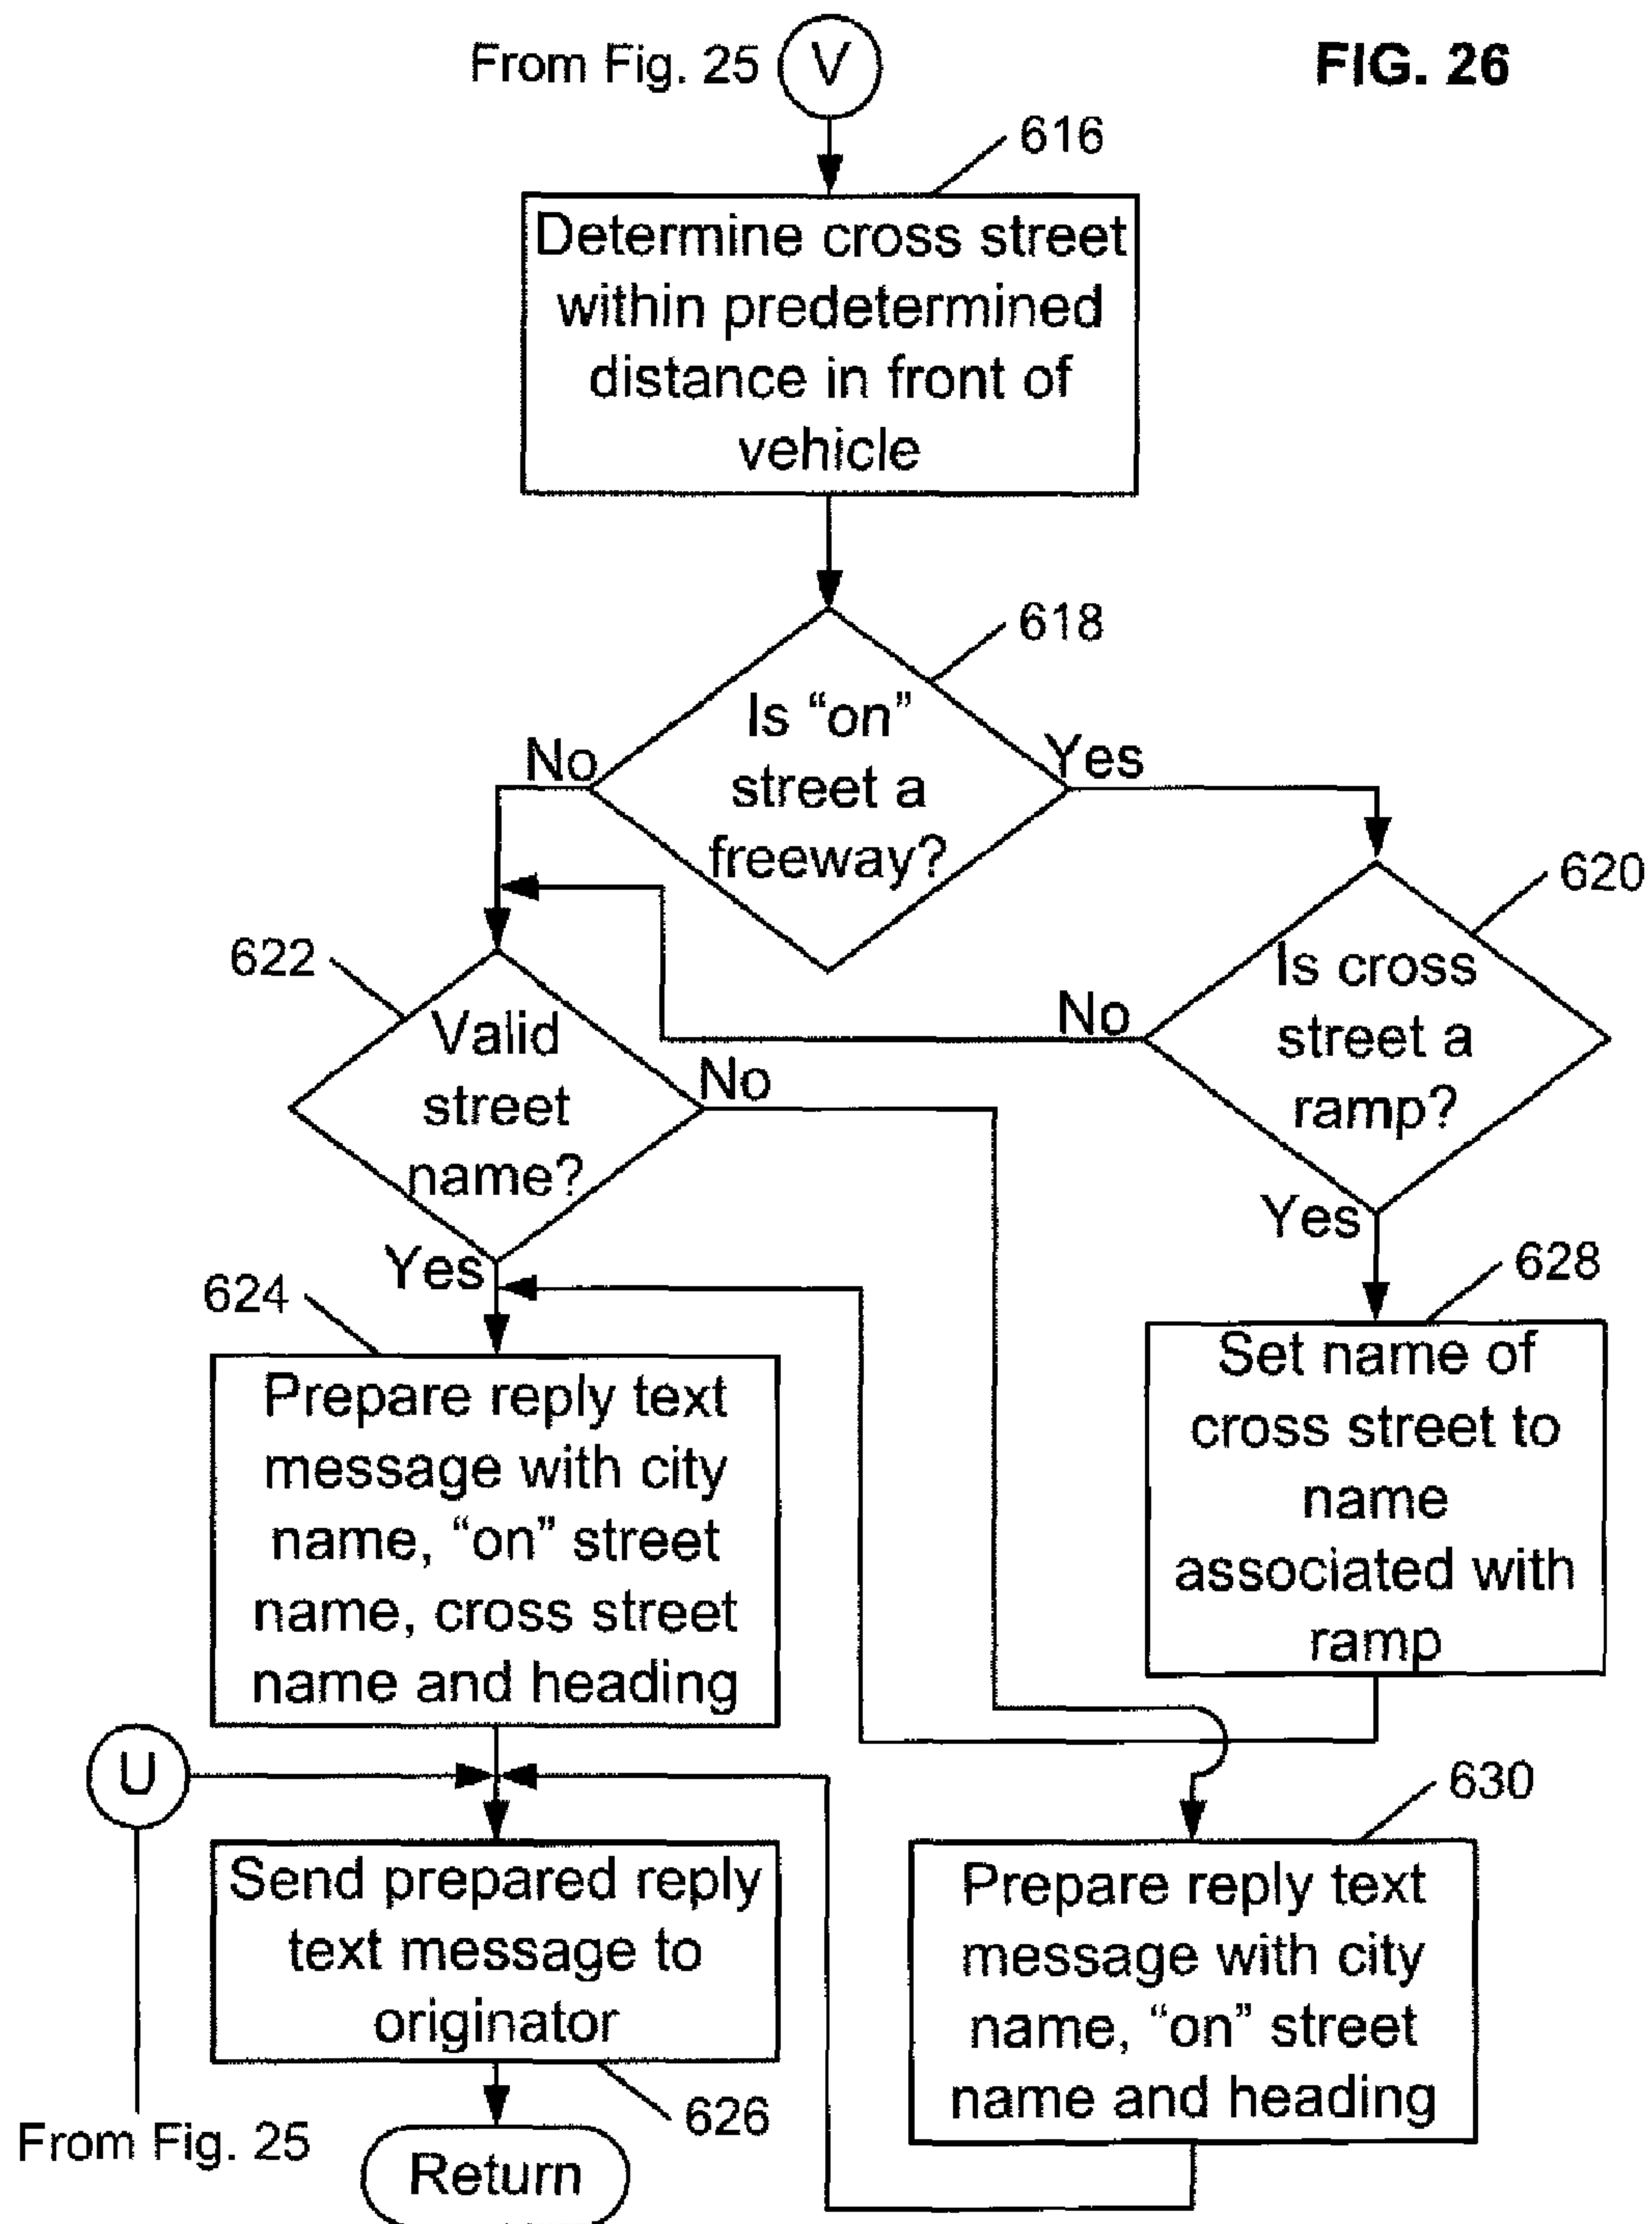 From Fig. 25
V
FIG. 26
616
Determine cross street
within predetermined
distance in front of
vehicle
618
Is “on”
street a
freeway?
No
Yes
620
Is cross
street a
ramp?
No
Yes
622
Valid
street
name?
No
Yes
624
Prepare reply text
message with city
name, “on” street
name, cross street
name and heading
628
Set name of
cross street to
name
associated with
ramp
U
From Fig. 25
630
Prepare reply text
message with city
name, “on” street
name and heading
Send prepared reply
text message to
originator
626
Return